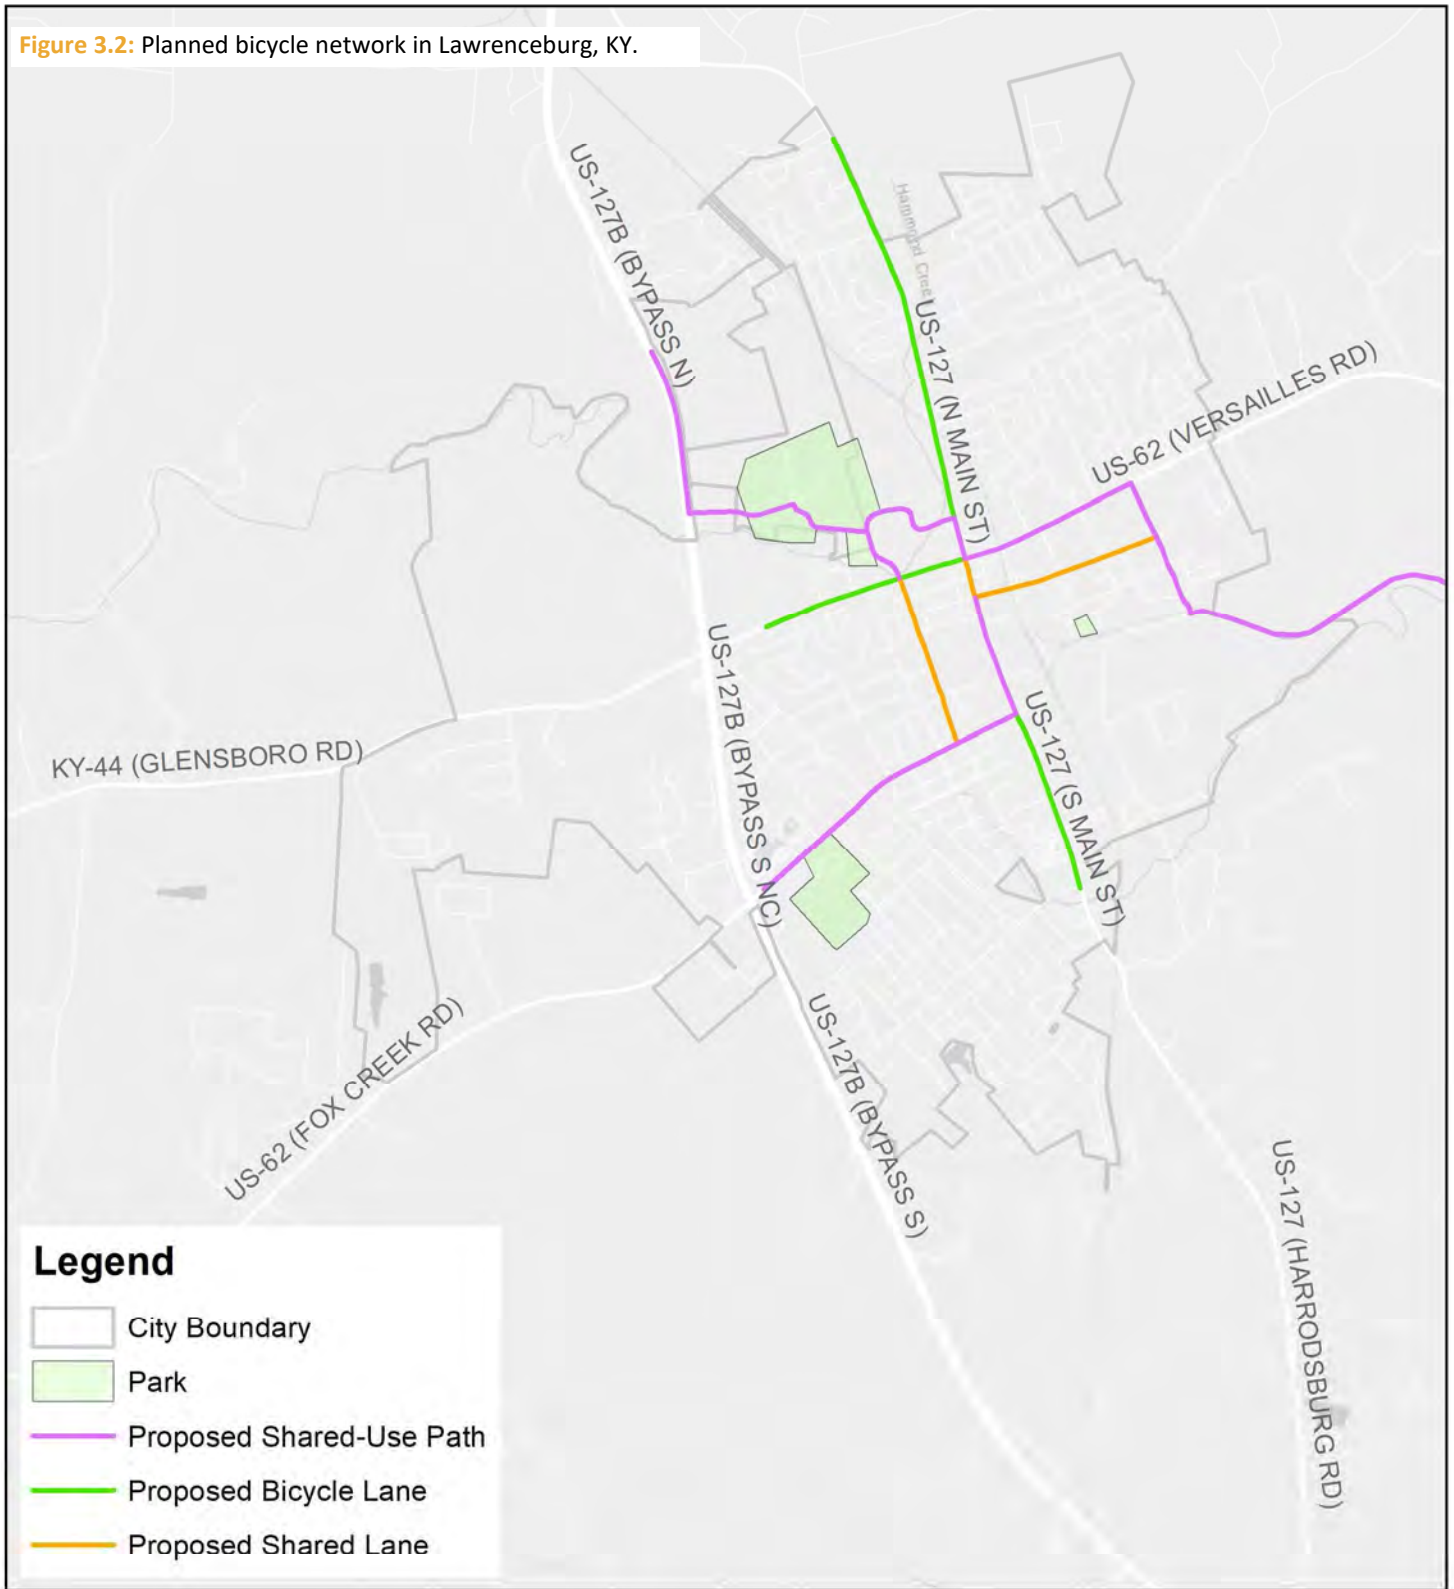 Figure 3.2: Planned bicycle network in Lawrenceburg, KY.
US-127B (BYPASS N)
Hammond Creek
US-127 (N MAIN ST)
US-62 (VERSAILLES RD)
US-127B (BYPASS S NC)
KY-44 (GLENSBORO RD)
US-127 (S MAIN ST)
US-62 (FOX CREEK RD)
US-127B (BYPASS S)
US-127 (HARRODSBURG RD)
Legend
City Boundary
Park
Proposed Shared-Use Path
Proposed Bicycle Lane
Proposed Shared Lane